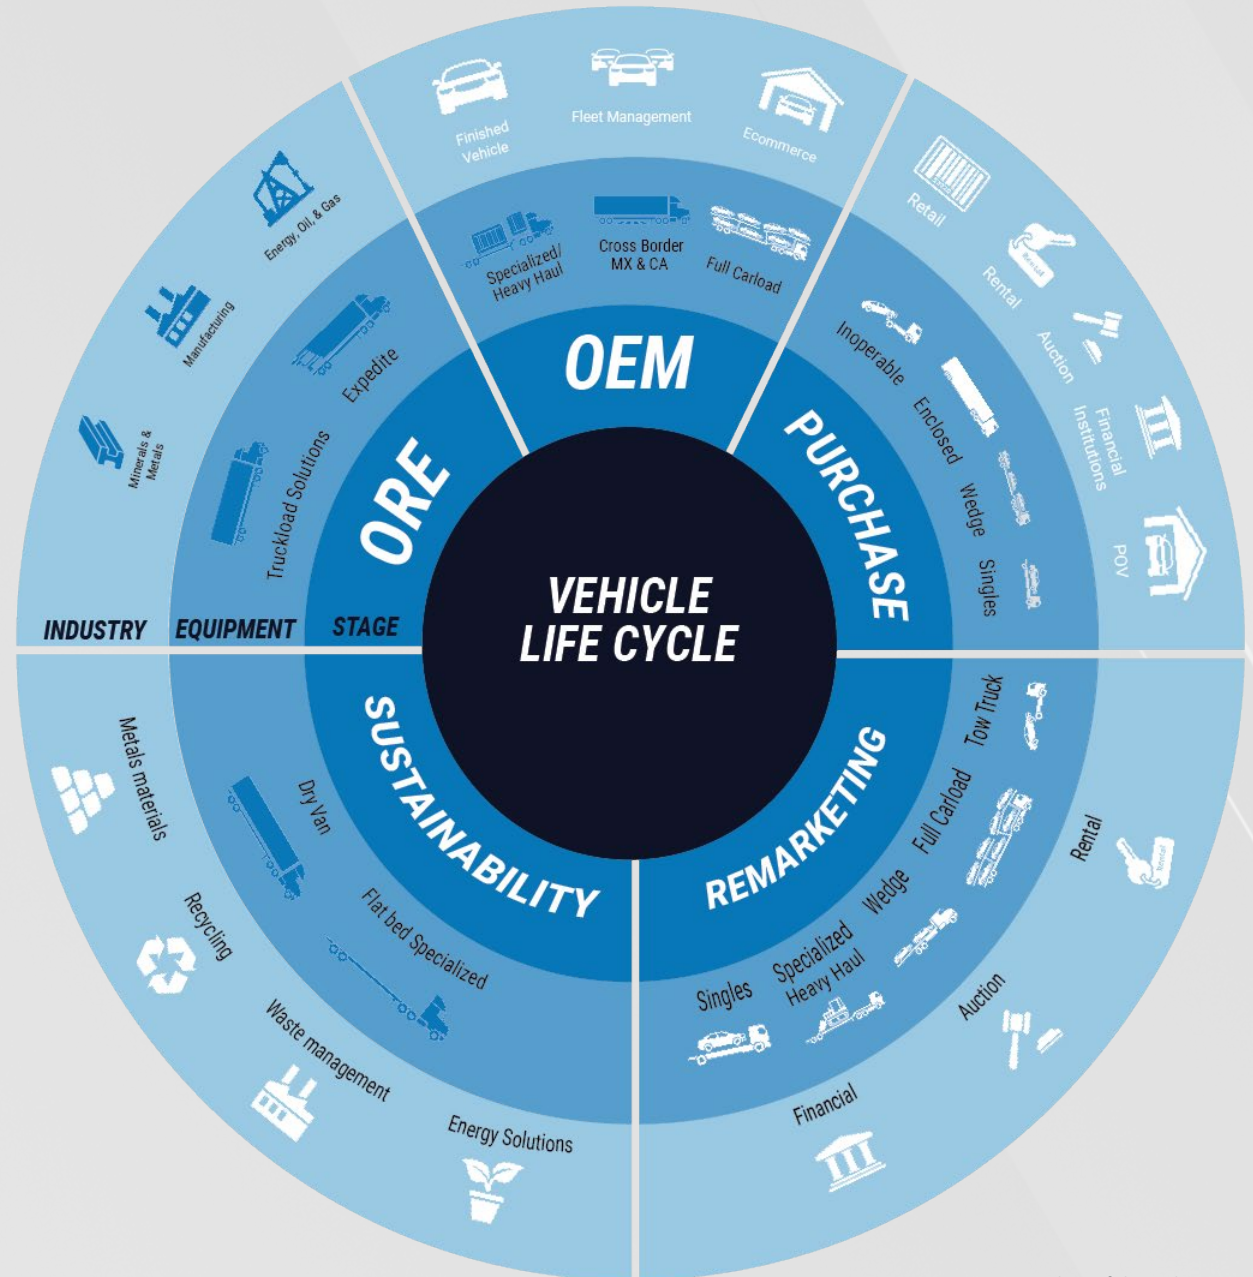 VEHICLE
LIFE CYCLE
INDUSTRY
EQUIPMENT
STAGE
ORE
Expedite
Truckload Solutions
Energy, Oil, & Gas
Manufacturing
Minerals &
Metals
OEM
Specialized/
Heavy Haul
Cross Border
MX & CA
Full Carload
Finished
Vehicle
Fleet Management
Ecommerce
PURCHASE
Inoperable
Enclosed
Wedge
Singles
Retail
Rental
Rental
Auction
Financial
Institutions
POV
REMARKETING
Tow Truck
Full Carload
Wedge
Specialized
Heavy Haul
Singles
Rental
Rental
Auction
Financial
SUSTAINABILITY
Dry Van
Flat bed Specialized
Metals materials
Recycling
Waste management
Energy Solutions